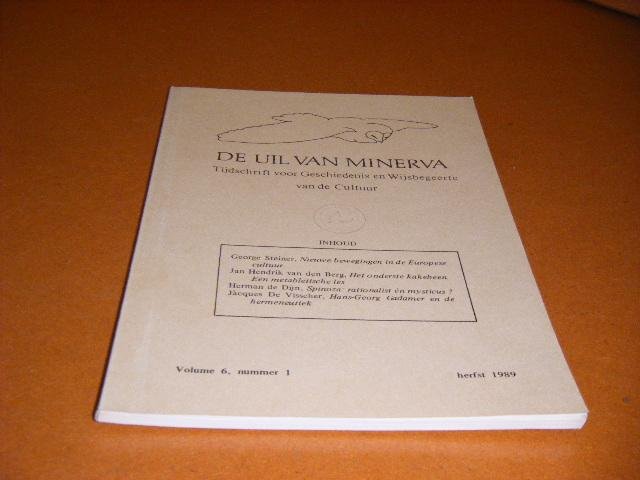 DE UIL VAN MINERVA
Tijdschrift voor Geschiedenis en Wijsbegeerte
van de Cultuur
INHOUD
George Steiner, Nieuwe bewegingen in de Europese
cultuur
Jan Hendrik van den Berg, Het onderste kakebeen.
Een metabletische les
Herman de Dijn, Spinoza: rationalist én mysticus ?
Jacques De Visscher, Hans-Georg Gadamer en de
hermeneutiek
Volume 6, nummer 1
herfst 1989